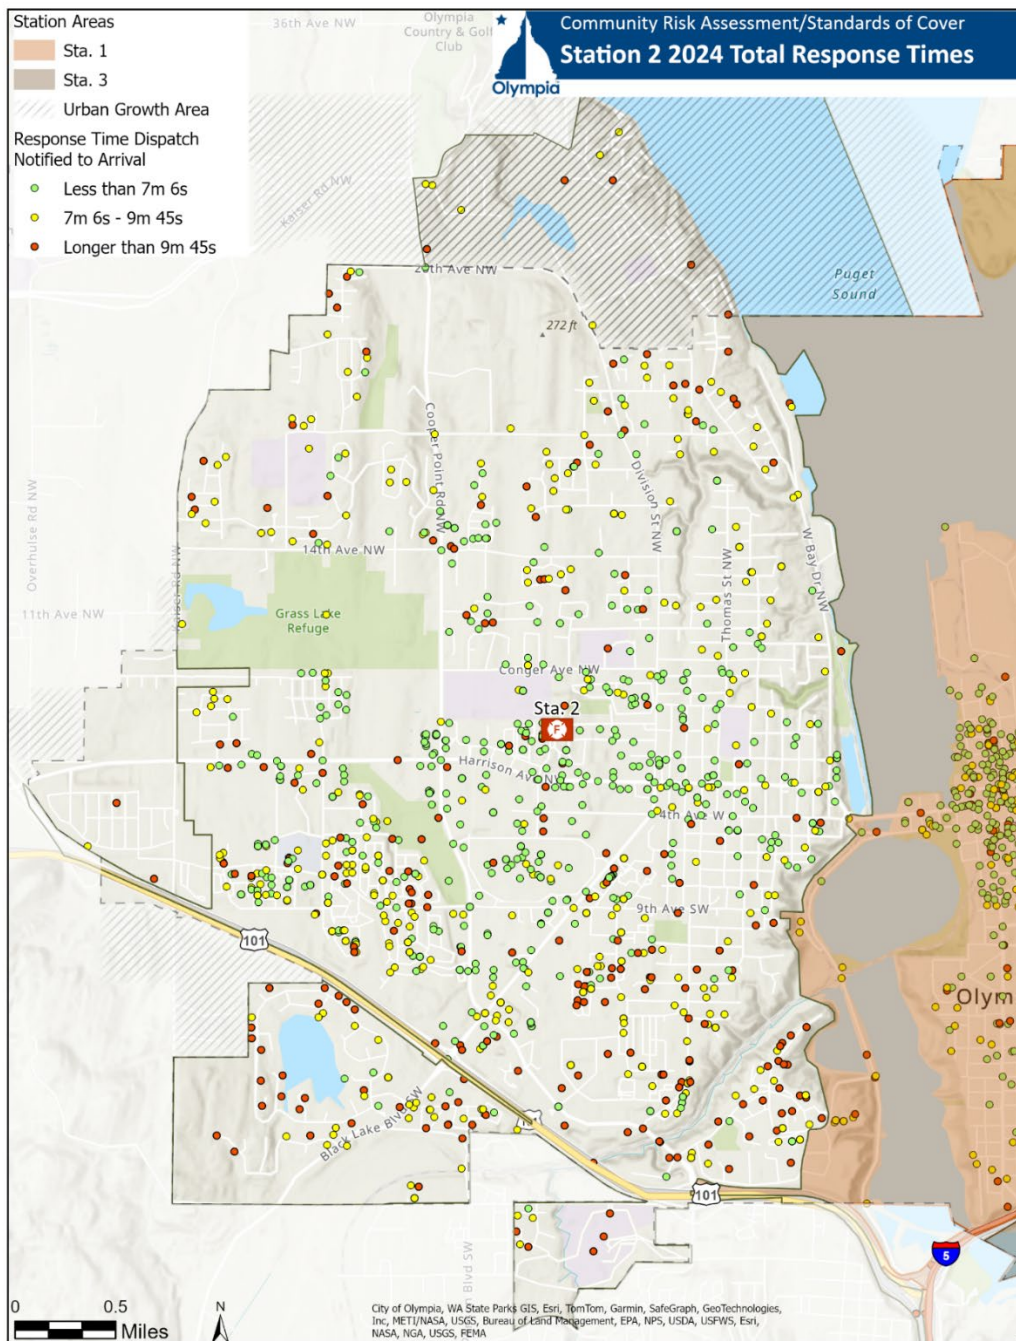 Community Risk Assessment/Standards of Cover
Station 2 2024 Total Response Times
Olympia
Station Areas
Sta. 1
Sta. 3
Urban Growth Area
Response Time Dispatch
Notified to Arrival
Less than 7m 6s
7m 6s - 9m 45s
Longer than 9m 45s
36th Ave NW
Olympia
Country & Golf
Club
Kaiser Rd NW
Ave NW
Puget
Sound
272 ft
Cooper Point Rd NW
Division St NW
Overhulse Rd NW
14th Ave NW
W Bay Dr NW
Thomas St NW
11th Ave NW
Kaiser Rd NW
Grass Lake
Refuge
Conger Ave NW
Sta. 2
F
Harrison Ave NW
4th Ave W
9th Ave SW
101
Olym
Black Lake Blvd SW
101
101
5
Blvd SW
0 0.5
Miles
N
City of Olympia, WA State Parks GIS, Esri, TomTom, Garmin, SafeGraph, GeoTechnologies,
Inc, METI/NASA, USGS, Bureau of Land Management, EPA, NPS, USDA, USFWS, Esri,
NASA, NGA, USGS, FEMA